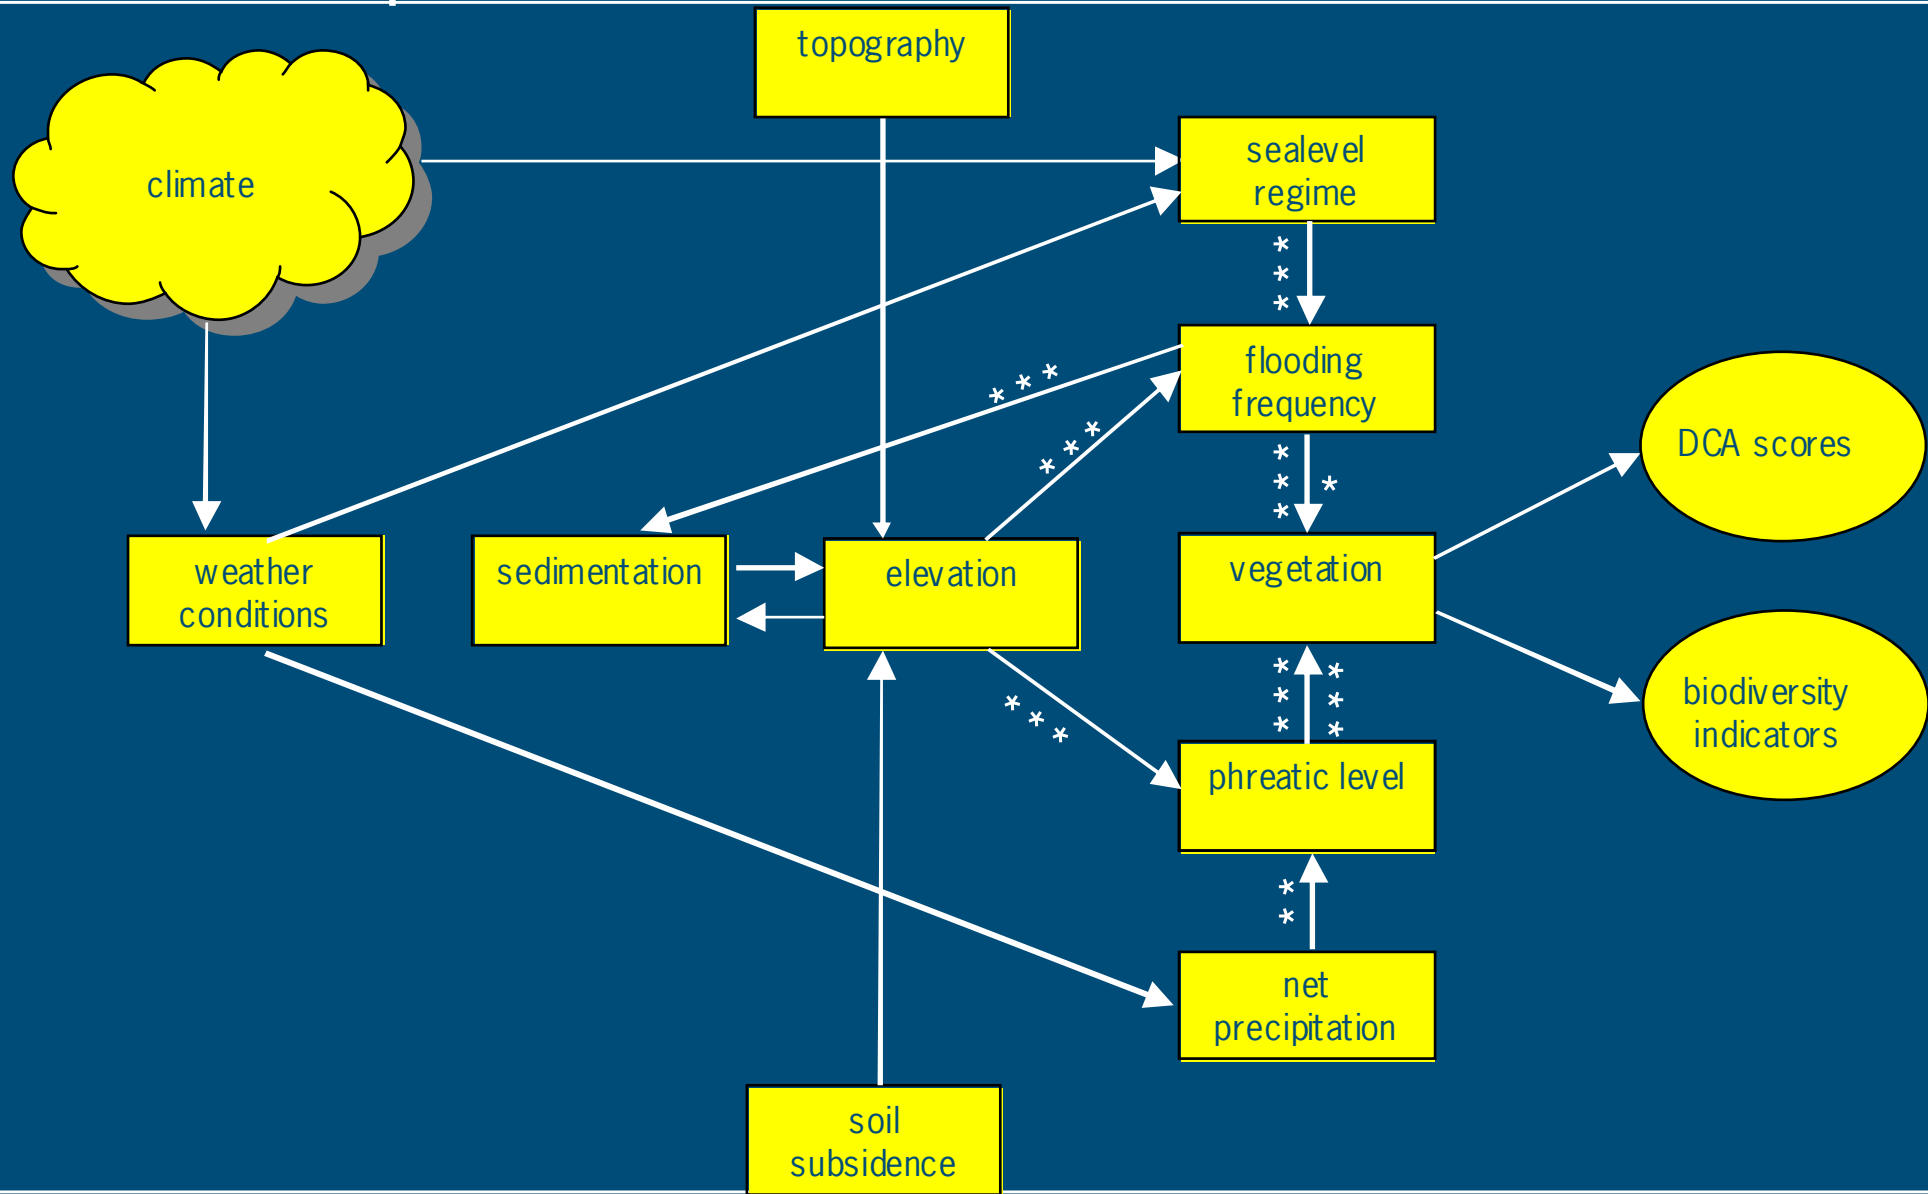 topography
climate
sealevel
regime
* * *
flooding
frequency
* * *
* * *
* * *
*
DCA scores
weather
conditions
sedimentation
elevation
vegetation
* * *
* * *
* * *
biodiversity
indicators
phreatic level
* *
net
precipitation
soil
subsidence